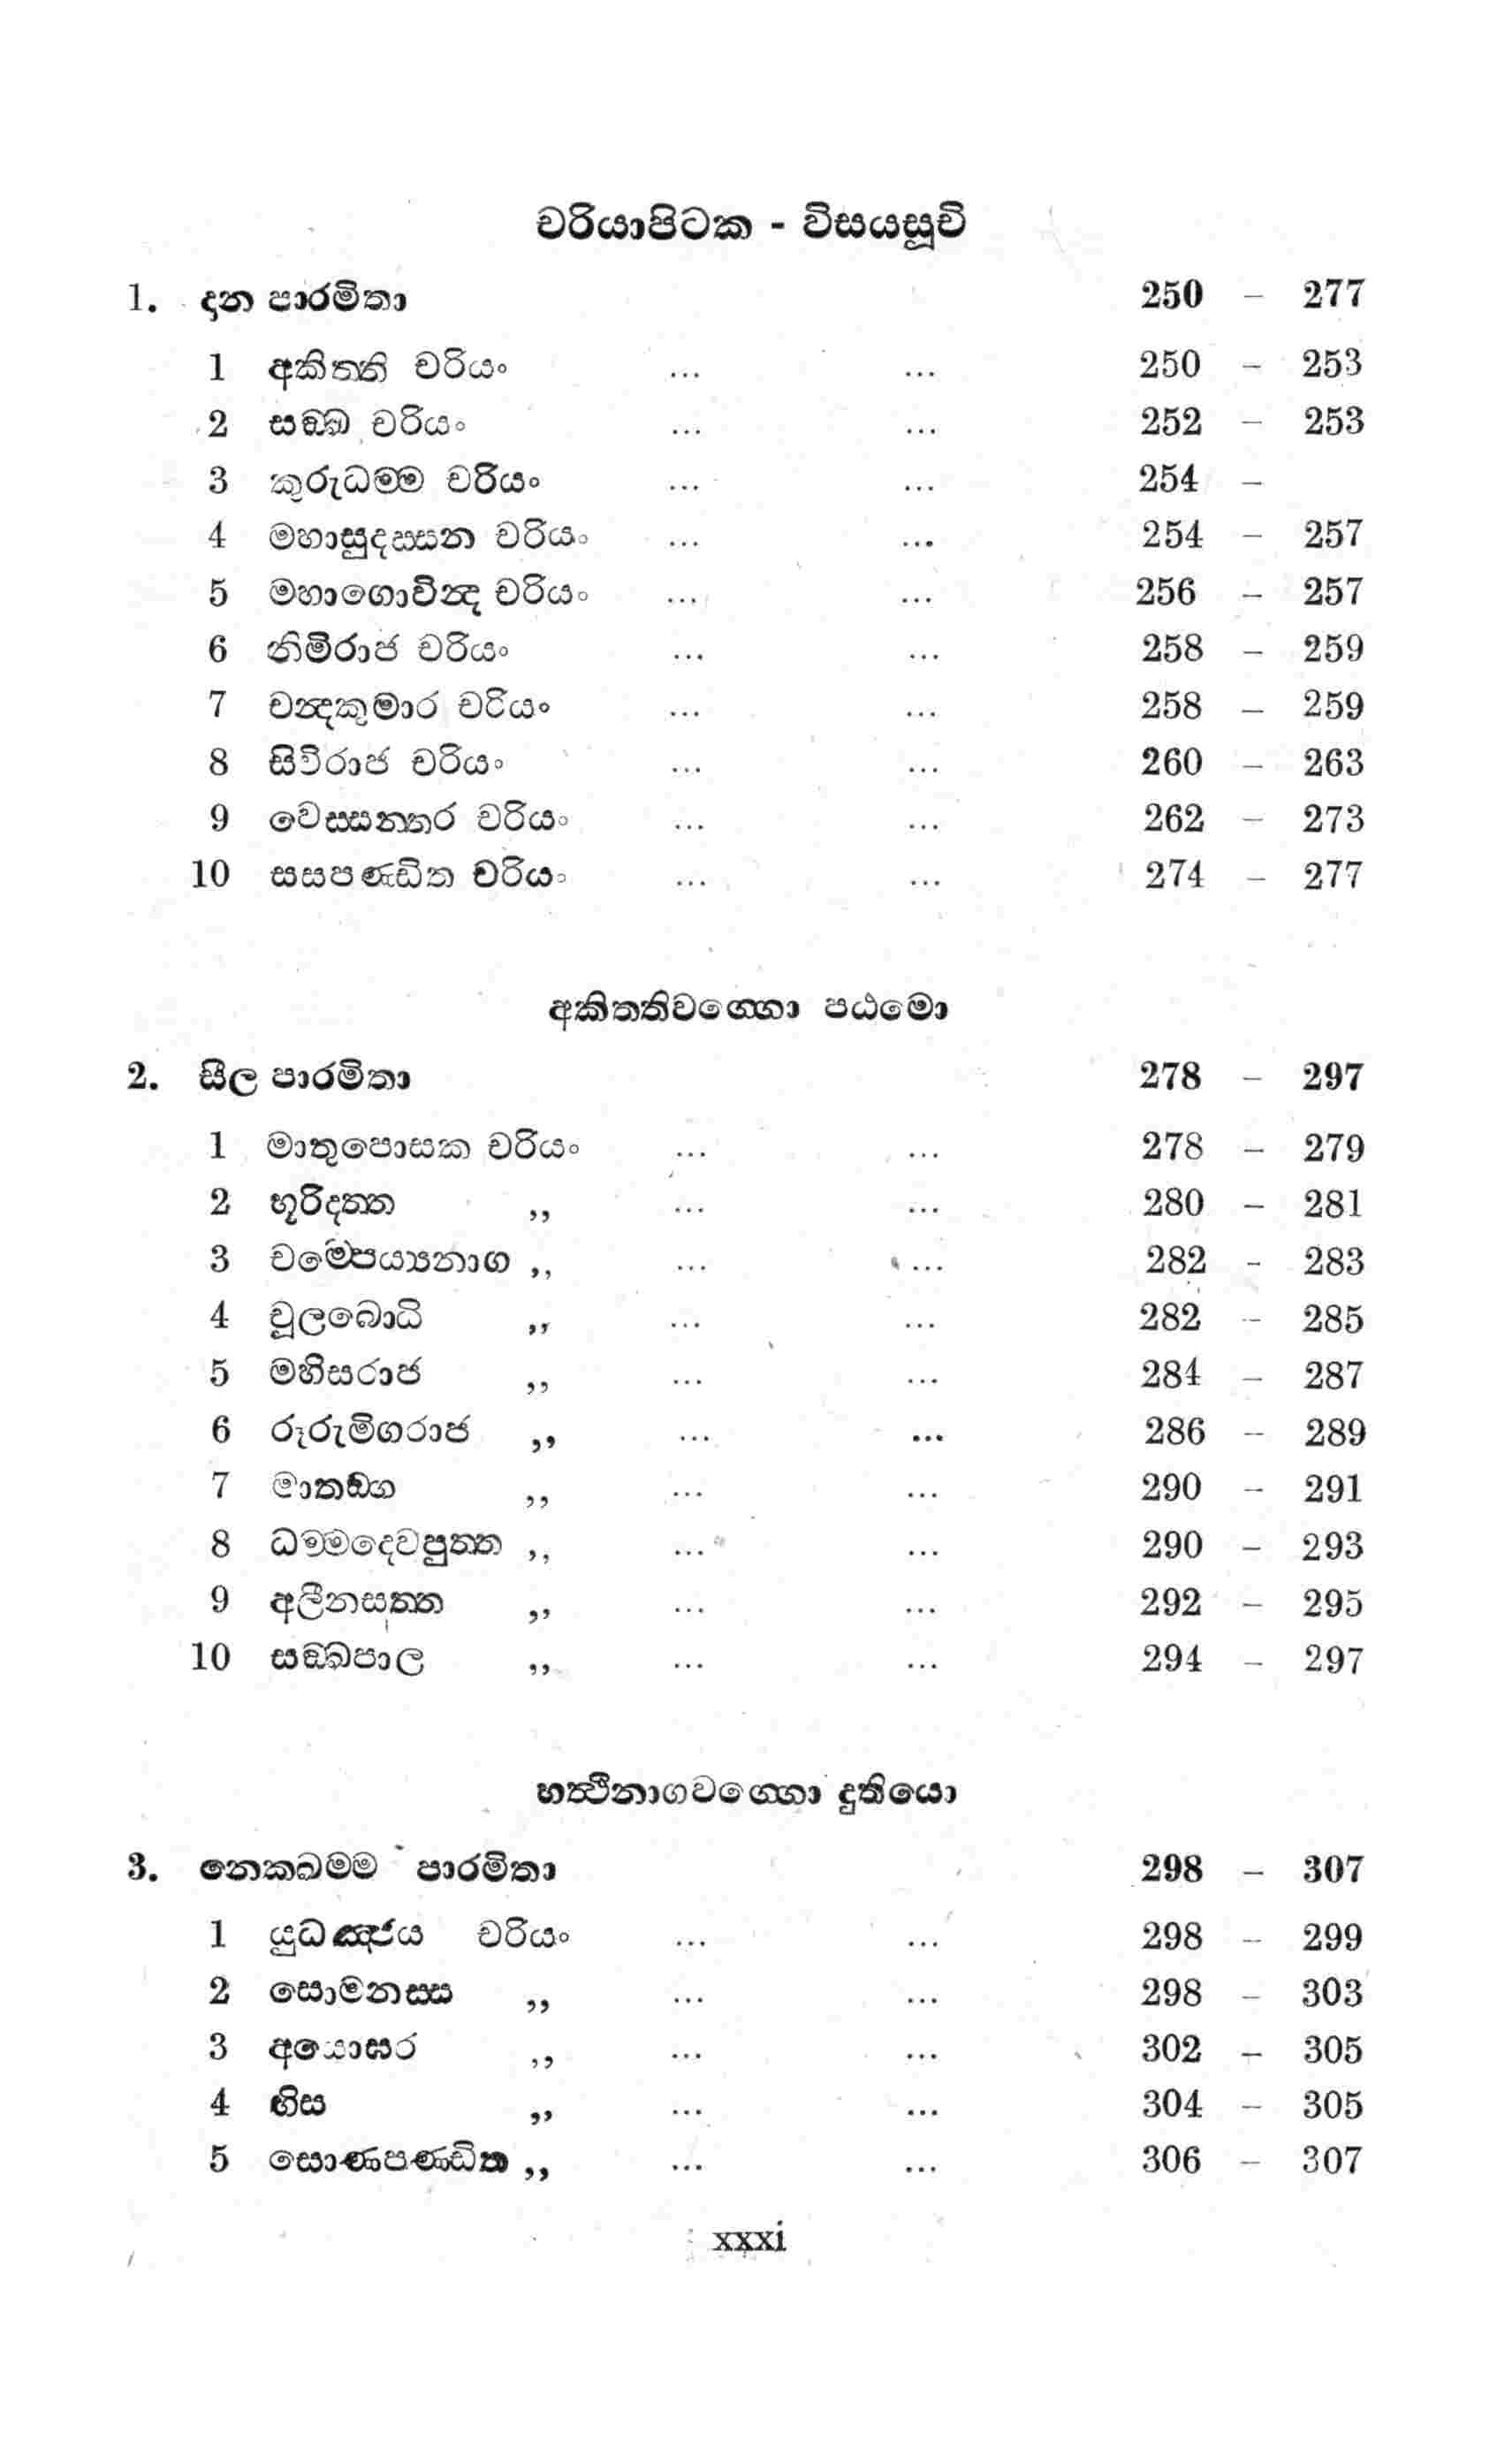 චරියාපිටක - විසයසූචි
1. දාන පාරමිතා 250 – 277
1 අකිත්ති චරියං ... ... 250 – 253
2 සඞ්ඛ චරියං ... ... 252 – 253
3 කුරුධම්ම චරියං ... ... 254 –
4 මහාසුදස්සන චරියං ... ... 254 – 257
5 මහාගොවින්ද චරියං ... ... 256 – 257
6 නිමිරාජ චරියං ... ... 258 – 259
7 චන්දකුමාර චරියං ... ... 258 – 259
8 සිවිරාජ චරියං ... ... 260 – 263
9 වෙස්සන්තර චරියං ... ... 262 – 273
10 සසපණ්ඩිත චරියං ... ... 274 – 277
අකිතතිවග්ගො පඨමො
2. සීල පාරමිතා 278 – 297
1 මාතුපොසක චරියං ... ... 278 – 279
2 භූරිදත්ත ,, ... ... 280 – 281
3 චම්පෙය්‍යනාග ,, ... ... 282 - 283
4 චූලබොධි ,, ... ... 282 - 285
5 මහිසරාජ ,, ... ... 284 – 287
6 රූරුමිගරාජ ,, ... ... 286 – 289
7 මාතඞ්ග ,, ... ... 290 – 291
8 ධම්මදෙවපුත්ත ,, ... ... 290 – 293
9 අලීනසත්ත ,, ... ... 292 – 295
10 සඞ්ඛපාල ,, ... ... 294 – 297
හත්ථිනාගවග්ගො දුතියො
3. නෙකඛමම පාරමිතා 298 – 307
1 යුධඤ්ජය චරියං ... ... 298 – 299
2 සොමනස්ස ,, ... ... 298 – 303
3 අයොඝර ,, ... ... 302 – 305
4 භිස ,, ... ... 304 – 305
5 සොණපණ්ඩිත ,, ... ... 306 – 307
xxxi